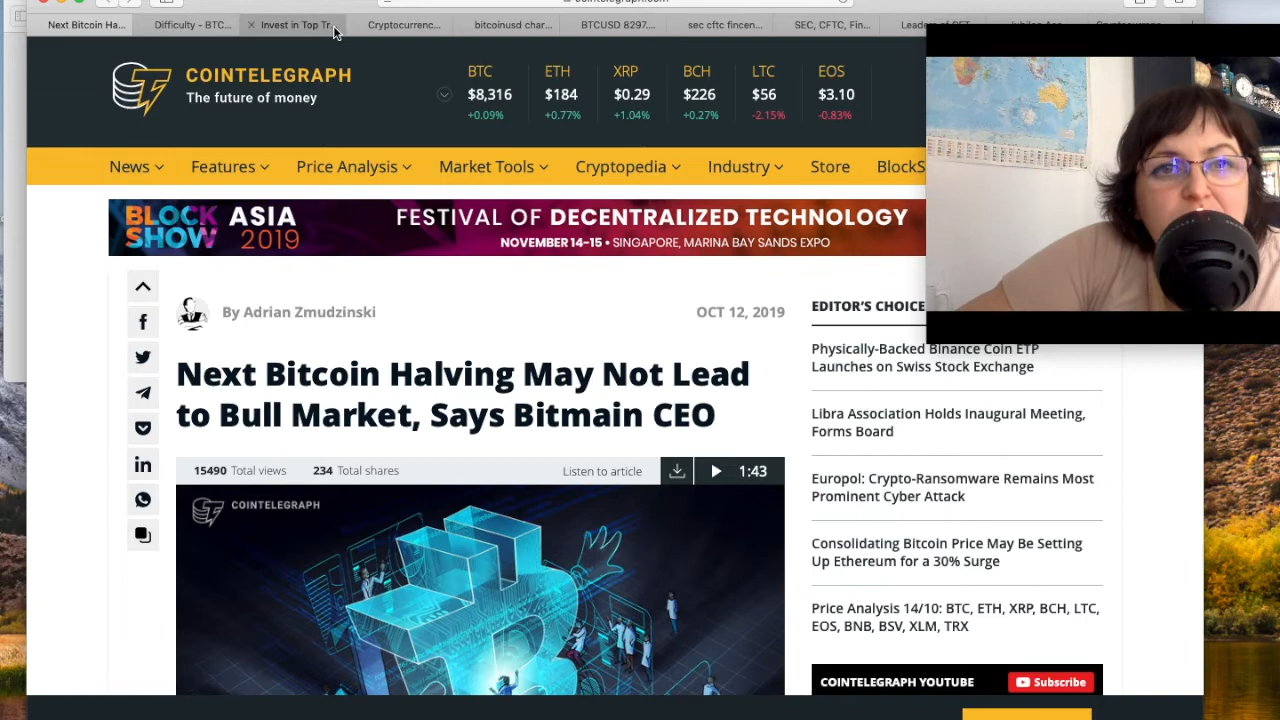 Next Bitcoin Ha...
Difficulty - BTC...
Invest in Top Tr
Cryptocurrenc...
bitcoinusd char...
BTCUSD 8297...
sec cftc fincen...
SEC, CFTC, Fin...
COINTELEGRAPH
The future of money
BTC ETH XRP BCH LTC EOS
$8,316 $184 $0.29 $226 $56 $3.10
+0.09% +0.77% +1.04% +0.27% -2.15% -0.83%
News Features Price Analysis Market Tools Cryptopedia Industry Store BlockS
BLOCK SHOW ASIA 2019
FESTIVAL OF DECENTRALIZED TECHNOLOGY
NOVEMBER 14-15 • SINGAPORE, MARINA BAY SANDS EXPO
By Adrian Zmudzinski
OCT 12, 2019
Next Bitcoin Halving May Not Lead
to Bull Market, Says Bitmain CEO
15490 Total views 234 Total shares Listen to article 1:43
COINTELEGRAPH
EDITOR'S CHOICE
Physically-Backed Binance Coin ETP
Launches on Swiss Stock Exchange
Libra Association Holds Inaugural Meeting,
Forms Board
Europol: Crypto-Ransomware Remains Most
Prominent Cyber Attack
Consolidating Bitcoin Price May Be Setting
Up Ethereum for a 30% Surge
Price Analysis 14/10: BTC, ETH, XRP, BCH, LTC,
EOS, BNB, BSV, XLM, TRX
COINTELEGRAPH YOUTUBE
Subscribe